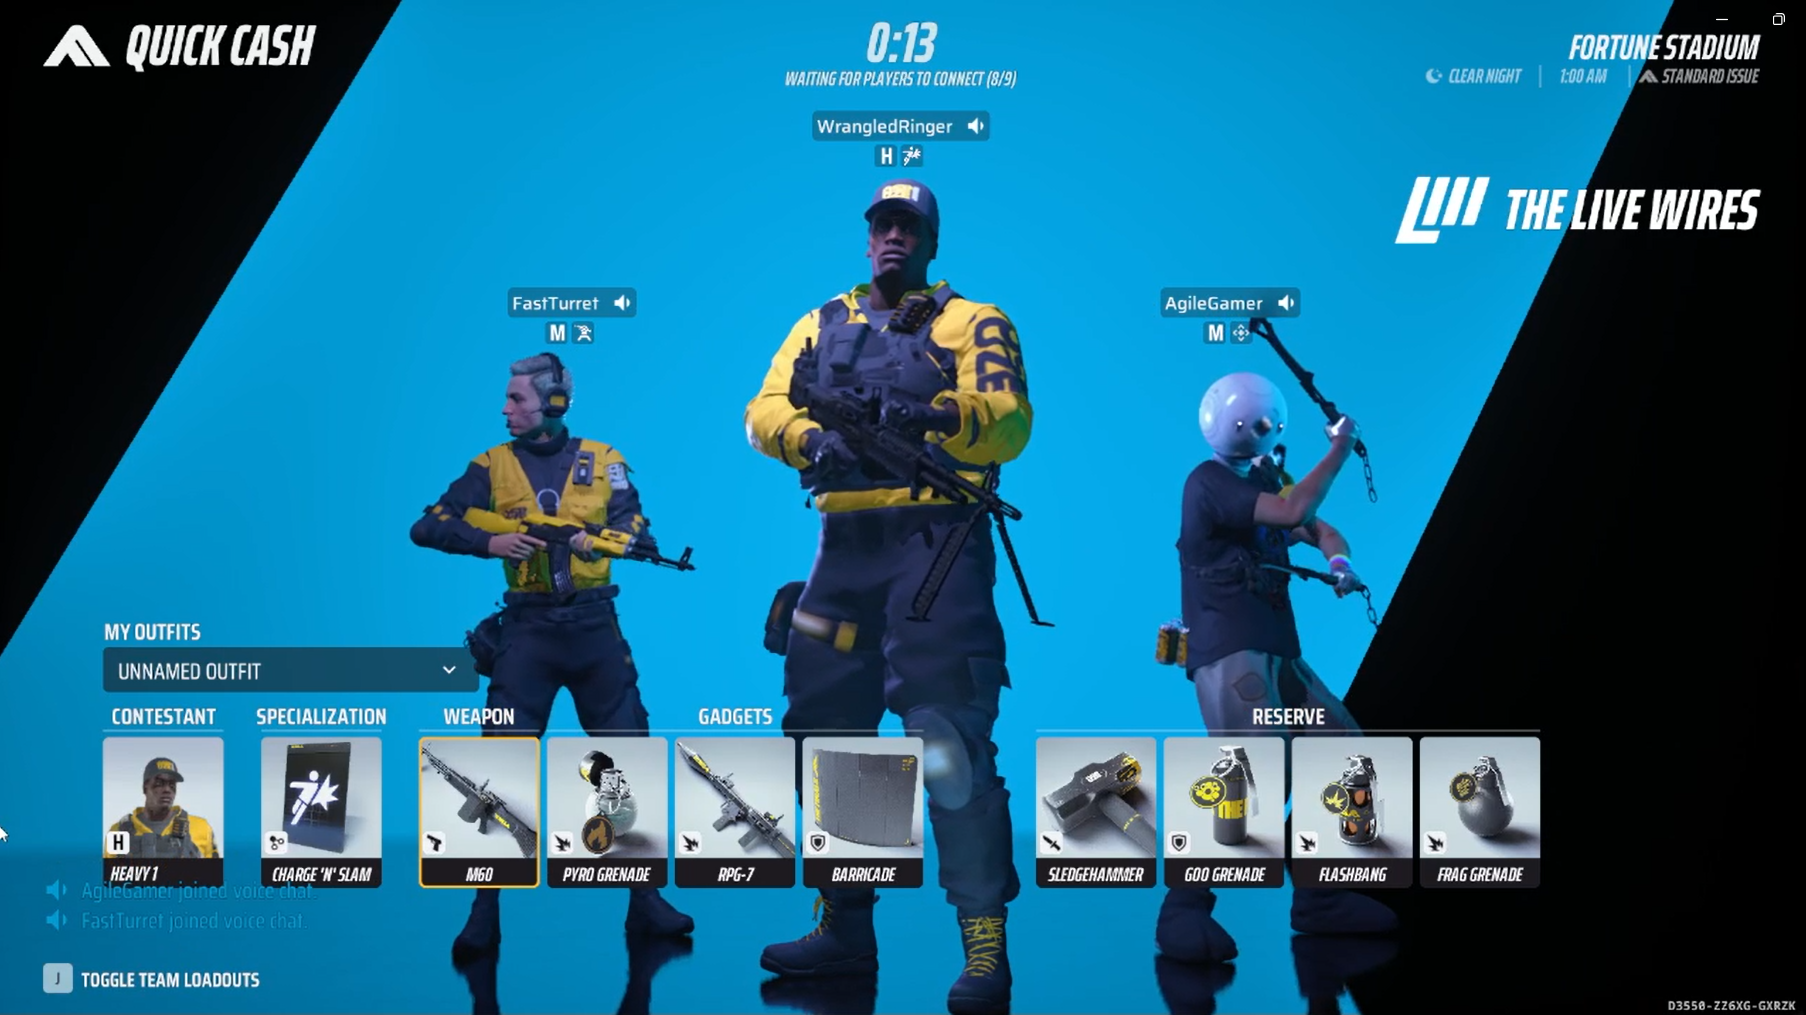 QUICK CASH
0:13
WAITING FOR PLAYERS TO CONNECT (8/9)
FORTUNE STADIUM
CLEAR NIGHT | 1:00 AM | STANDARD ISSUE
THE LIVE WIRES
WrangledRinger
H
FastTurret
M
AgileGamer
M
MY OUTFITS
UNNAMED OUTFIT
CONTESTANT
SPECIALIZATION
WEAPON
GADGETS
RESERVE
H
HEAVY 1
CHARGE 'N' SLAM
M60
PYRO GRENADE
RPG-7
BARRICADE
SLEDGEHAMMER
GOO GRENADE
FLASHBANG
FRAG GRENADE
AgileGamer joined voice chat.
FastTurret joined voice chat.
J TOGGLE TEAM LOADOUTS
D3550-ZZ6XG-GXRZK